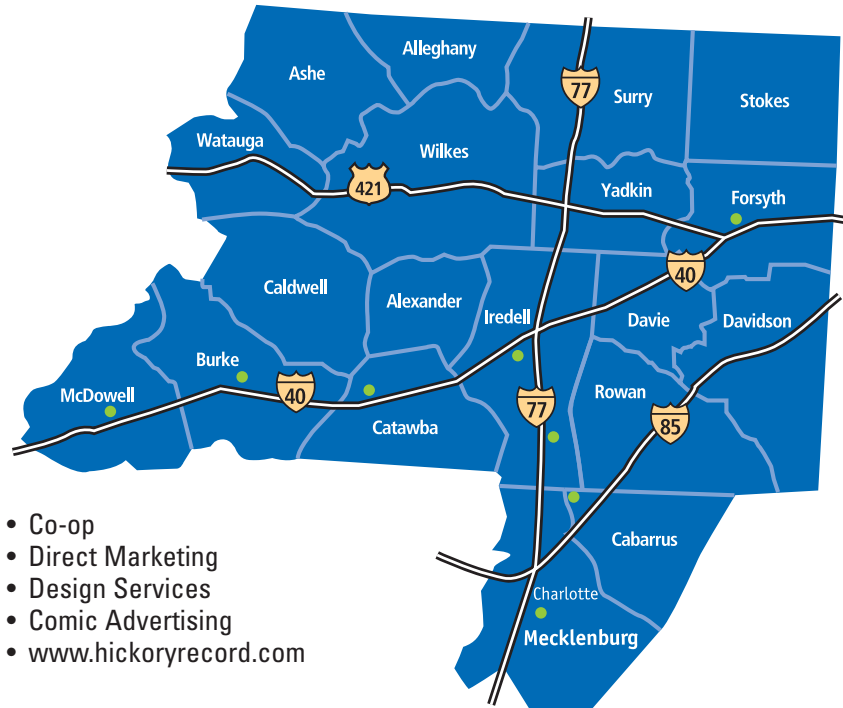 Alleghany
Ashe
77
Surry
Stokes
Watauga
Wilkes
421
Yadkin
Forsyth
40
Caldwell
Alexander
Iredell
Davie
Davidson
Burke
McDowell
40
77
Rowan
85
Catawba
• Co-op
• Direct Marketing
• Design Services
• Comic Advertising
• www.hickoryrecord.com
Cabarrus
Charlotte
Mecklenburg